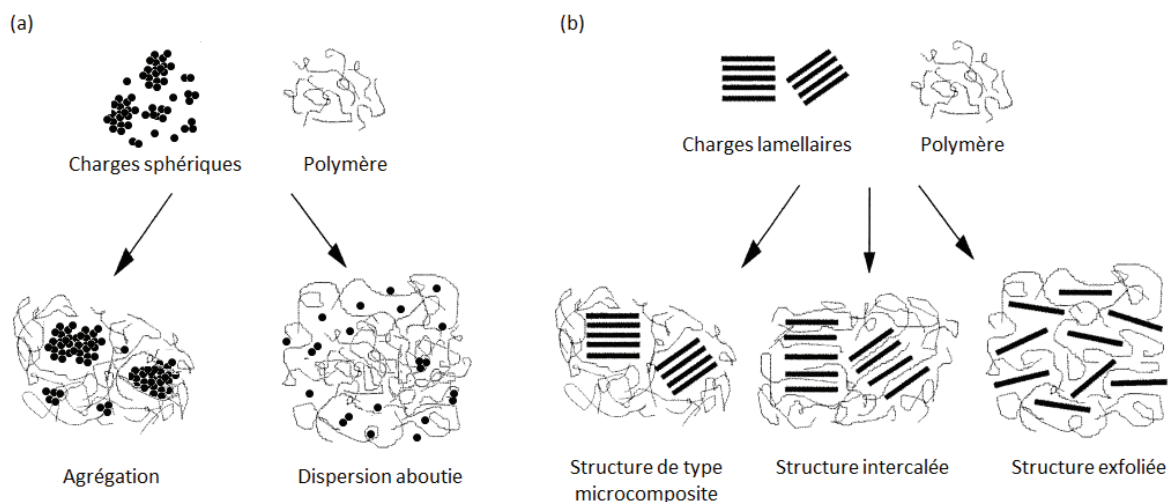 (a)
Charges sphériques
Polymère
Agrégation
Dispersion aboutie
(b)
Charges lamellaires
Polymère
Structure de type
microcomposite
Structure intercalée
Structure exfoliée